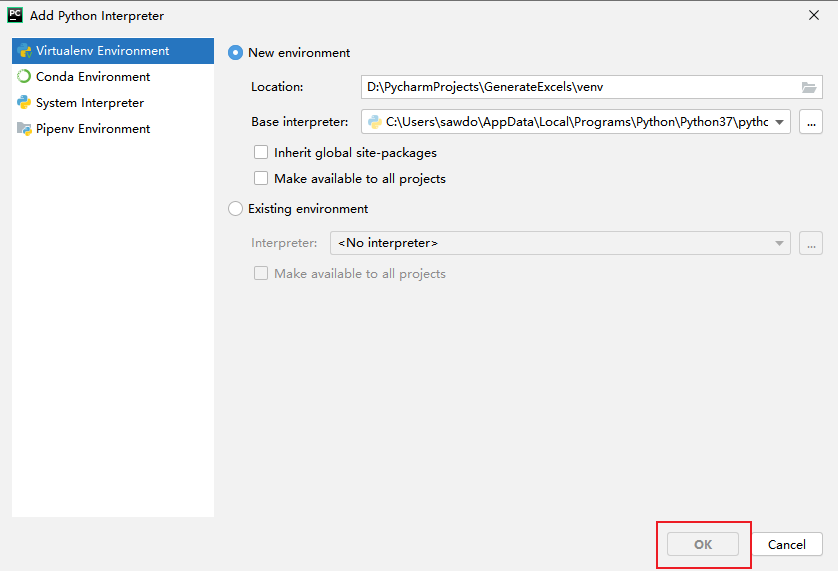 PC Add Python Interpreter
Virtualenv Environment
Conda Environment
System Interpreter
Pipenv Environment
New environment
Location: D:\PycharmProjects\GenerateExcels\venv
Base interpreter: C:\Users\sawdo\AppData\Local\Programs\Python\Python37\pythc ...
Inherit global site-packages
Make available to all projects
Existing environment
Interpreter: <No interpreter> ...
Make available to all projects
OK Cancel